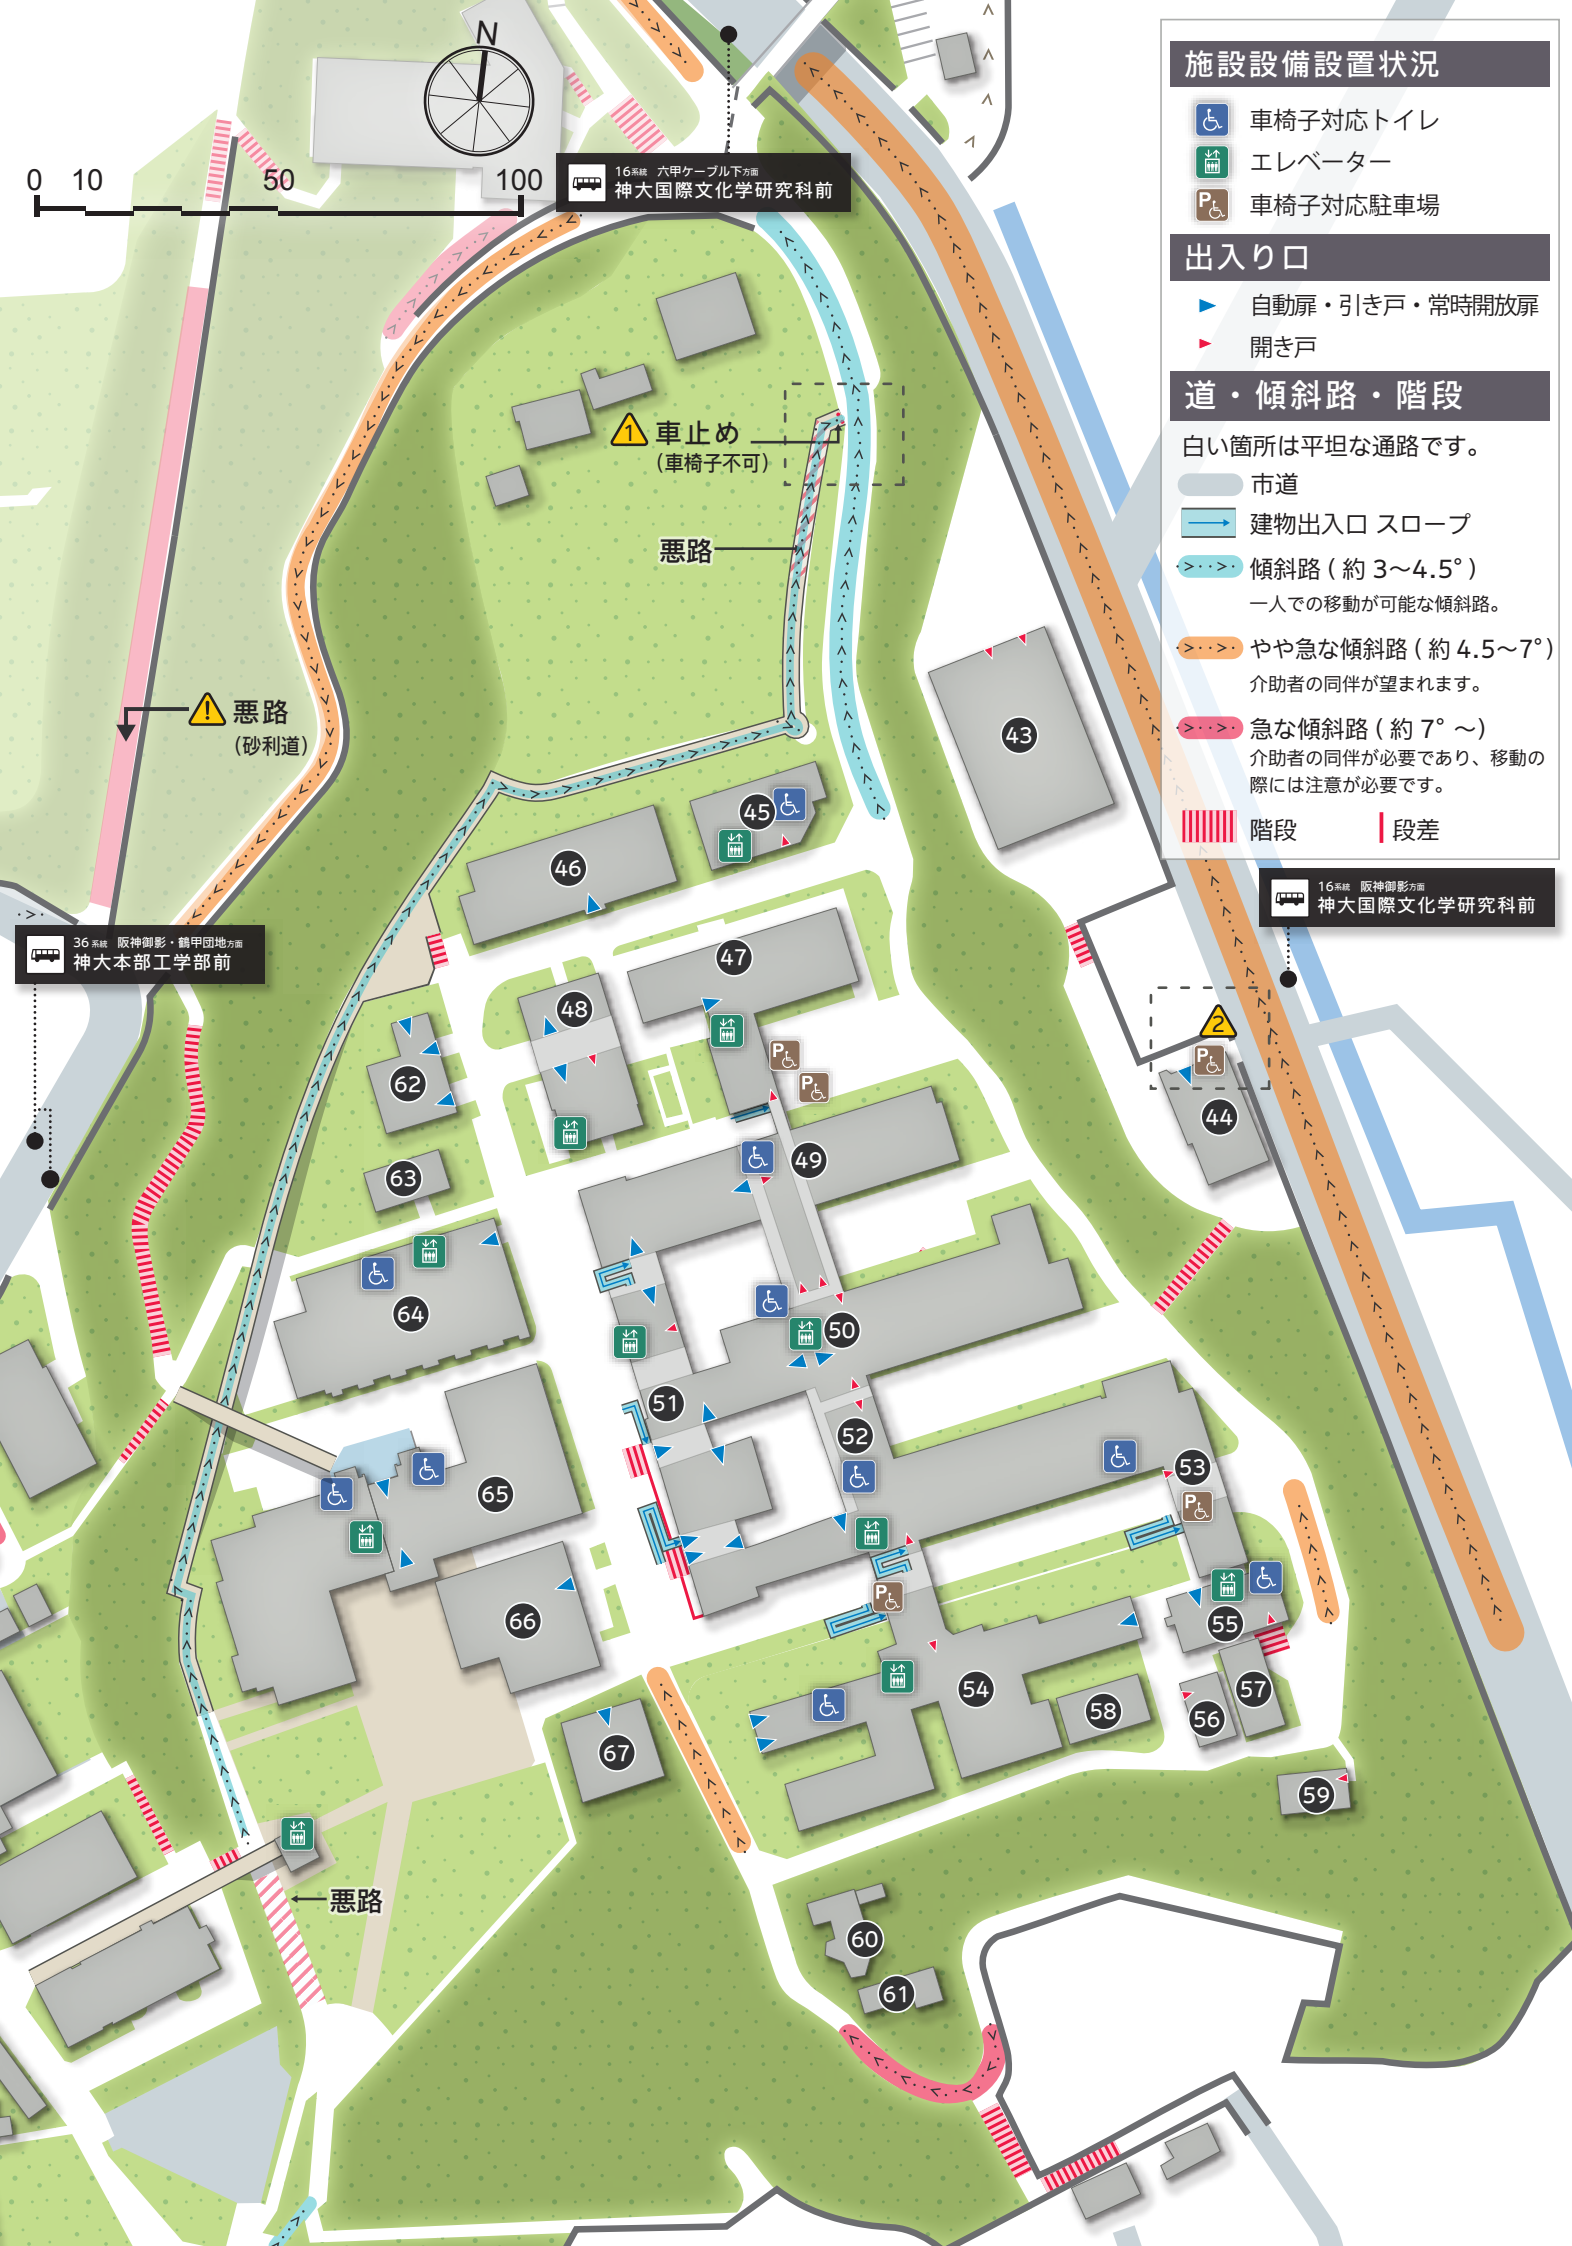 N
0 10 50 100
16系統 六甲ケーブル下方面
神大国際文化学研究科前
施設設備設置状況
車椅子対応トイレ
エレベーター
P
車椅子対応駐車場
出入り口
自動扉・引き戸・常時開放扉
開き戸
道・傾斜路・階段
白い箇所は平坦な通路です。
市道
建物出入口 スロープ
傾斜路 ( 約 3〜4.5° )
一人での移動が可能な傾斜路。
やや急な傾斜路 ( 約 4.5〜7°)
介助者の同伴が望まれます。
急な傾斜路 ( 約 7° 〜)
介助者の同伴が必要であり、移動の
際には注意が必要です。
階段
段差
1
車止め
(車椅子不可)
悪路
!
悪路
(砂利道)
43
45
46
16系統 阪神御影方面
神大国際文化学研究科前
36系統 阪神御影・鶴甲団地方面
神大本部工学部前
47
48
2
P
P
P
62
44
49
63
64
50
51
52
53
65
P
P
66
55
54
57
58
56
67
59
悪路
60
61